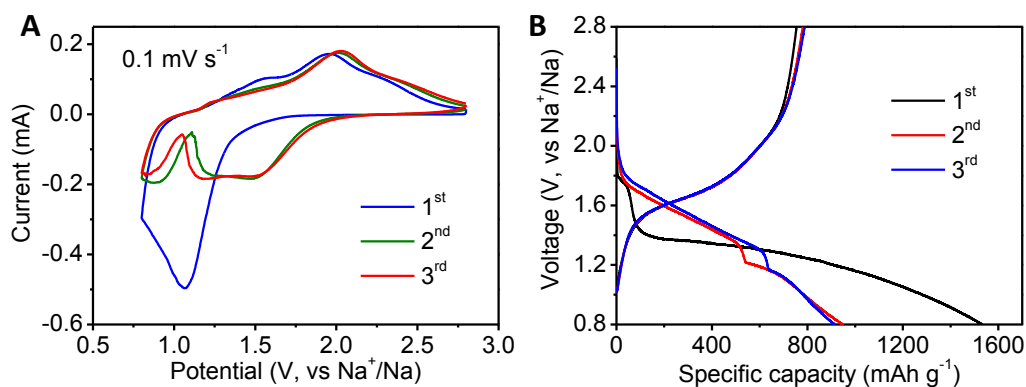 A
0.1 mV s⁻¹
0.2
0.0
-0.2
-0.4
-0.6
Current (mA)
1ˢᵗ
2ⁿᵈ
3ʳᵈ
0.5 1.0 1.5 2.0 2.5 3.0
Potential (V, vs Na⁺/Na)
B
2.8
2.4
2.0
1.6
1.2
0.8
Voltage (V, vs Na⁺/Na)
1ˢᵗ
2ⁿᵈ
3ʳᵈ
0 400 800 1200 1600
Specific capacity (mAh g⁻¹)